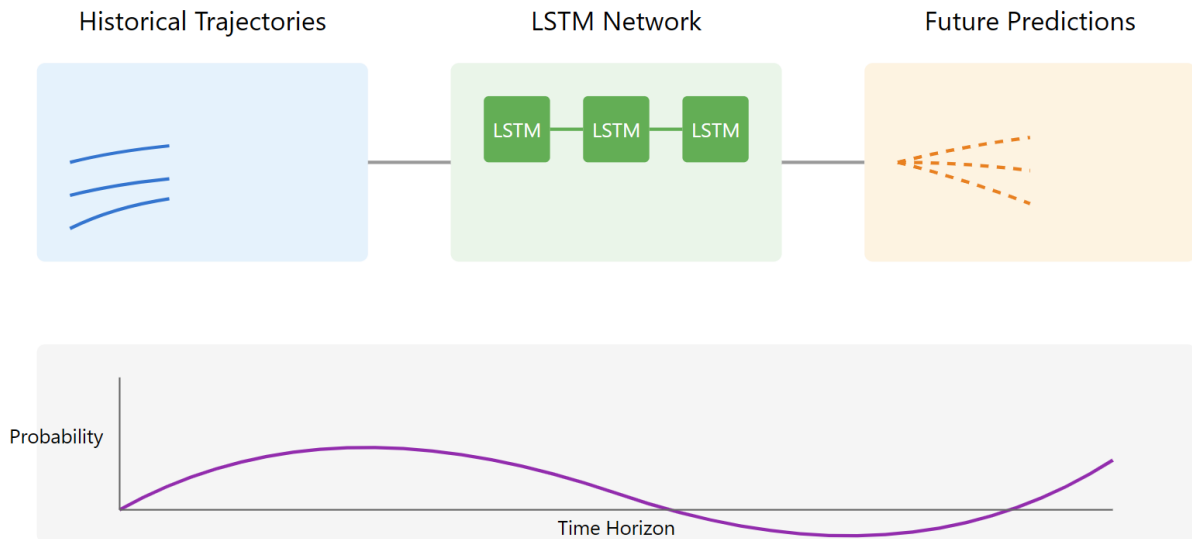 Historical Trajectories
LSTM Network
Future Predictions
LSTM
LSTM
LSTM
Probability
Time Horizon